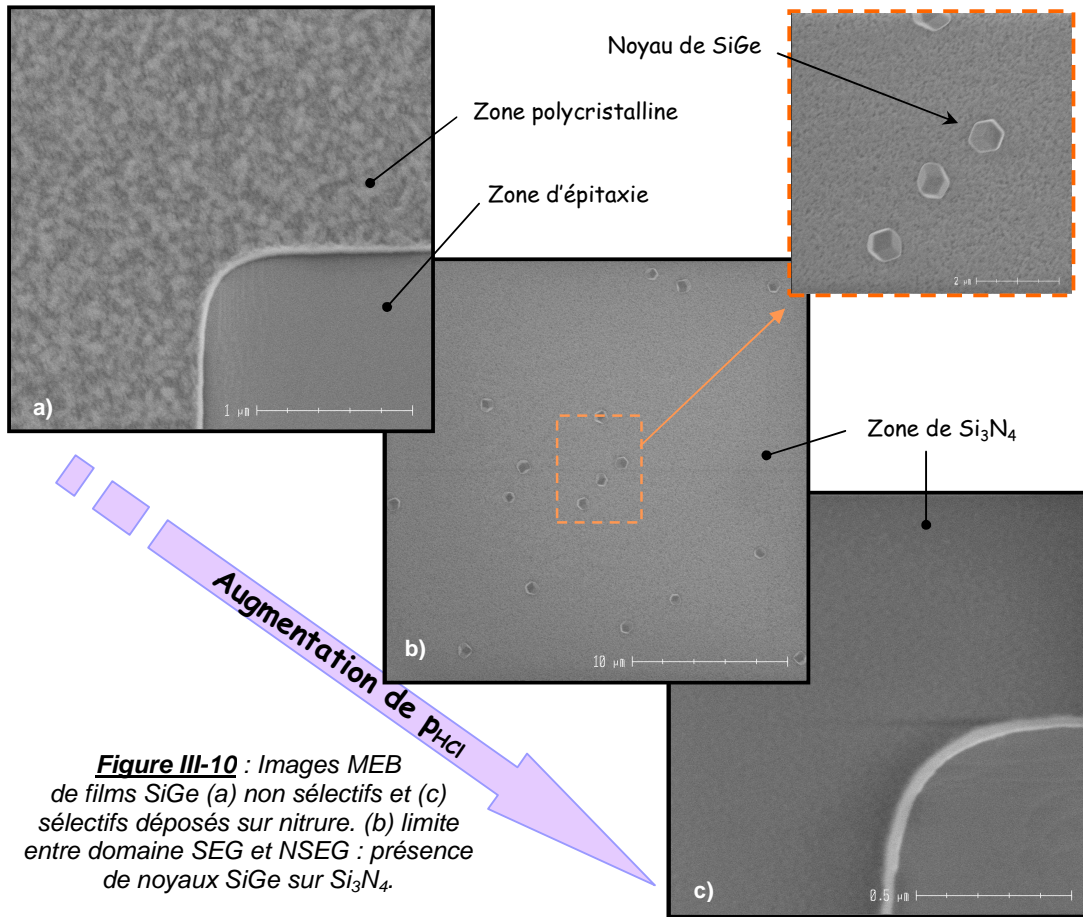 Noyau de SiGe
Zone polycristalline
Zone d'épitaxie
2 µm
1 µm
a)
Zone de Si₃N₄
Augmentation de pHCl
b)
10 µm
Figure III-10 : Images MEB
de films SiGe (a) non sélectifs et (c)
sélectifs déposés sur nitrure. (b) limite
entre domaine SEG et NSEG : présence
de noyaux SiGe sur Si₃N₄.
0.5 µm
c)